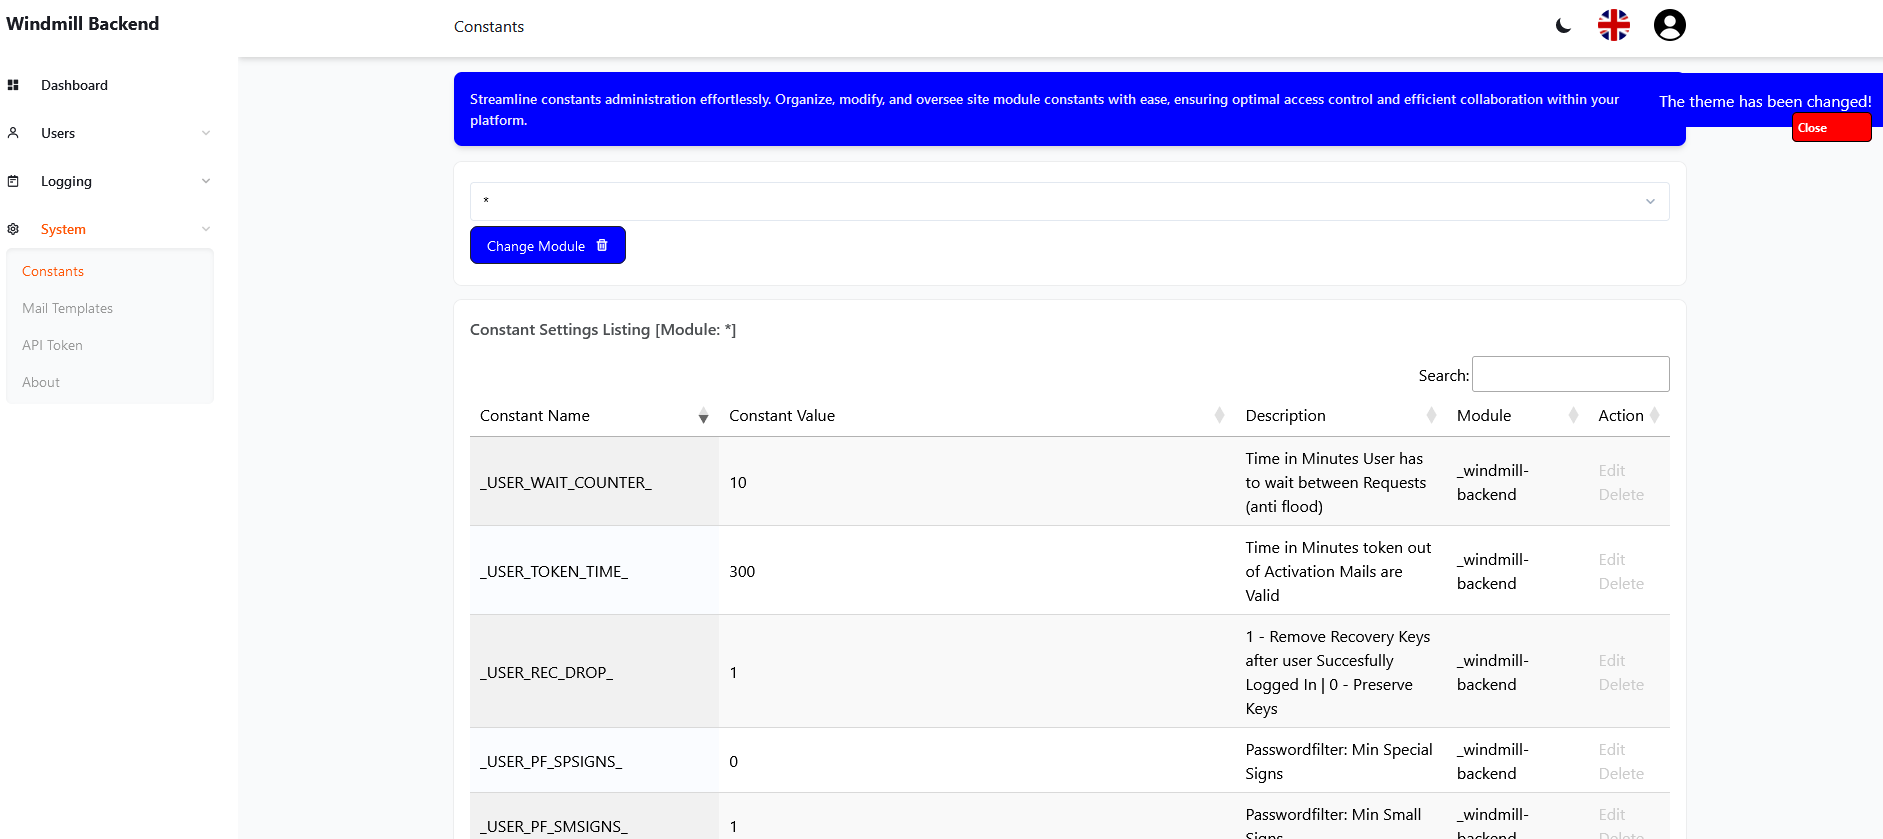 Windmill Backend
Constants
Dashboard
Users
Logging
System
Constants
Mail Templates
API Token
About
Streamline constants administration effortlessly. Organize, modify, and oversee site module constants with ease, ensuring optimal access control and efficient collaboration within your
platform.
The theme has been changed!
Close
*
Change Module
Constant Settings Listing [Module: *]
Search:
Constant Name Constant Value Description Module Action
_USER_WAIT_COUNTER_ 10
Time in Minutes User has
to wait between Requests
(anti flood)
_windmill-
backend
Edit
Delete
_USER_TOKEN_TIME_ 300
Time in Minutes token out
of Activation Mails are
Valid
_windmill-
backend
Edit
Delete
_USER_REC_DROP_ 1
1 - Remove Recovery Keys
after user Succesfully
Logged In | 0 - Preserve
Keys
_windmill-
backend
Edit
Delete
_USER_PF_SPSIGNS_ 0
Passwordfilter: Min Special
Signs
_windmill-
backend
Edit
Delete
_USER_PF_SMSIGNS_ 1
Passwordfilter: Min Small
Signs
_windmill-
backend
Edit
Delete